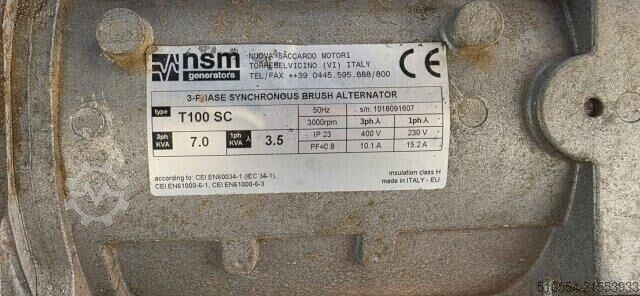 nsm
generators
NUOVA SACCARDO MOTORI
TORREBELVICINO (VI) ITALY
TEL/FAX ++39 0445.595.888/800
CE
3-PHASE SYNCHRONOUS BRUSH ALTERNATOR
type T100 SC
50Hz s/n: 1018091607
3000rpm 3ph 1ph
3ph KVA 7.0 1ph KVA 3.5
IP 23 400 V 230 V
PF=0.8 10.1 A 15.2 A
according to: CEI EN60034-1 (IEC 34-1),
CEI EN61000-6-1, CEI EN61000-6-3
insulation class H
made in ITALY - EU